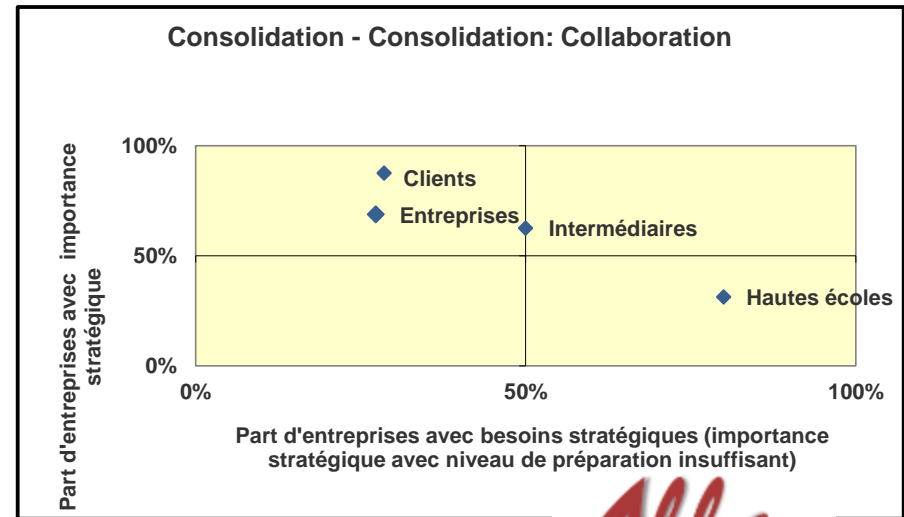 Consolidation - Consolidation: Collaboration
Part d'entreprises avec importance
stratégique
100%
50%
0%
Clients
Entreprises
Intermédiaires
Hautes écoles
0%
50%
100%
Part d'entreprises avec besoins stratégiques (importance
stratégique avec niveau de préparation insuffisant)